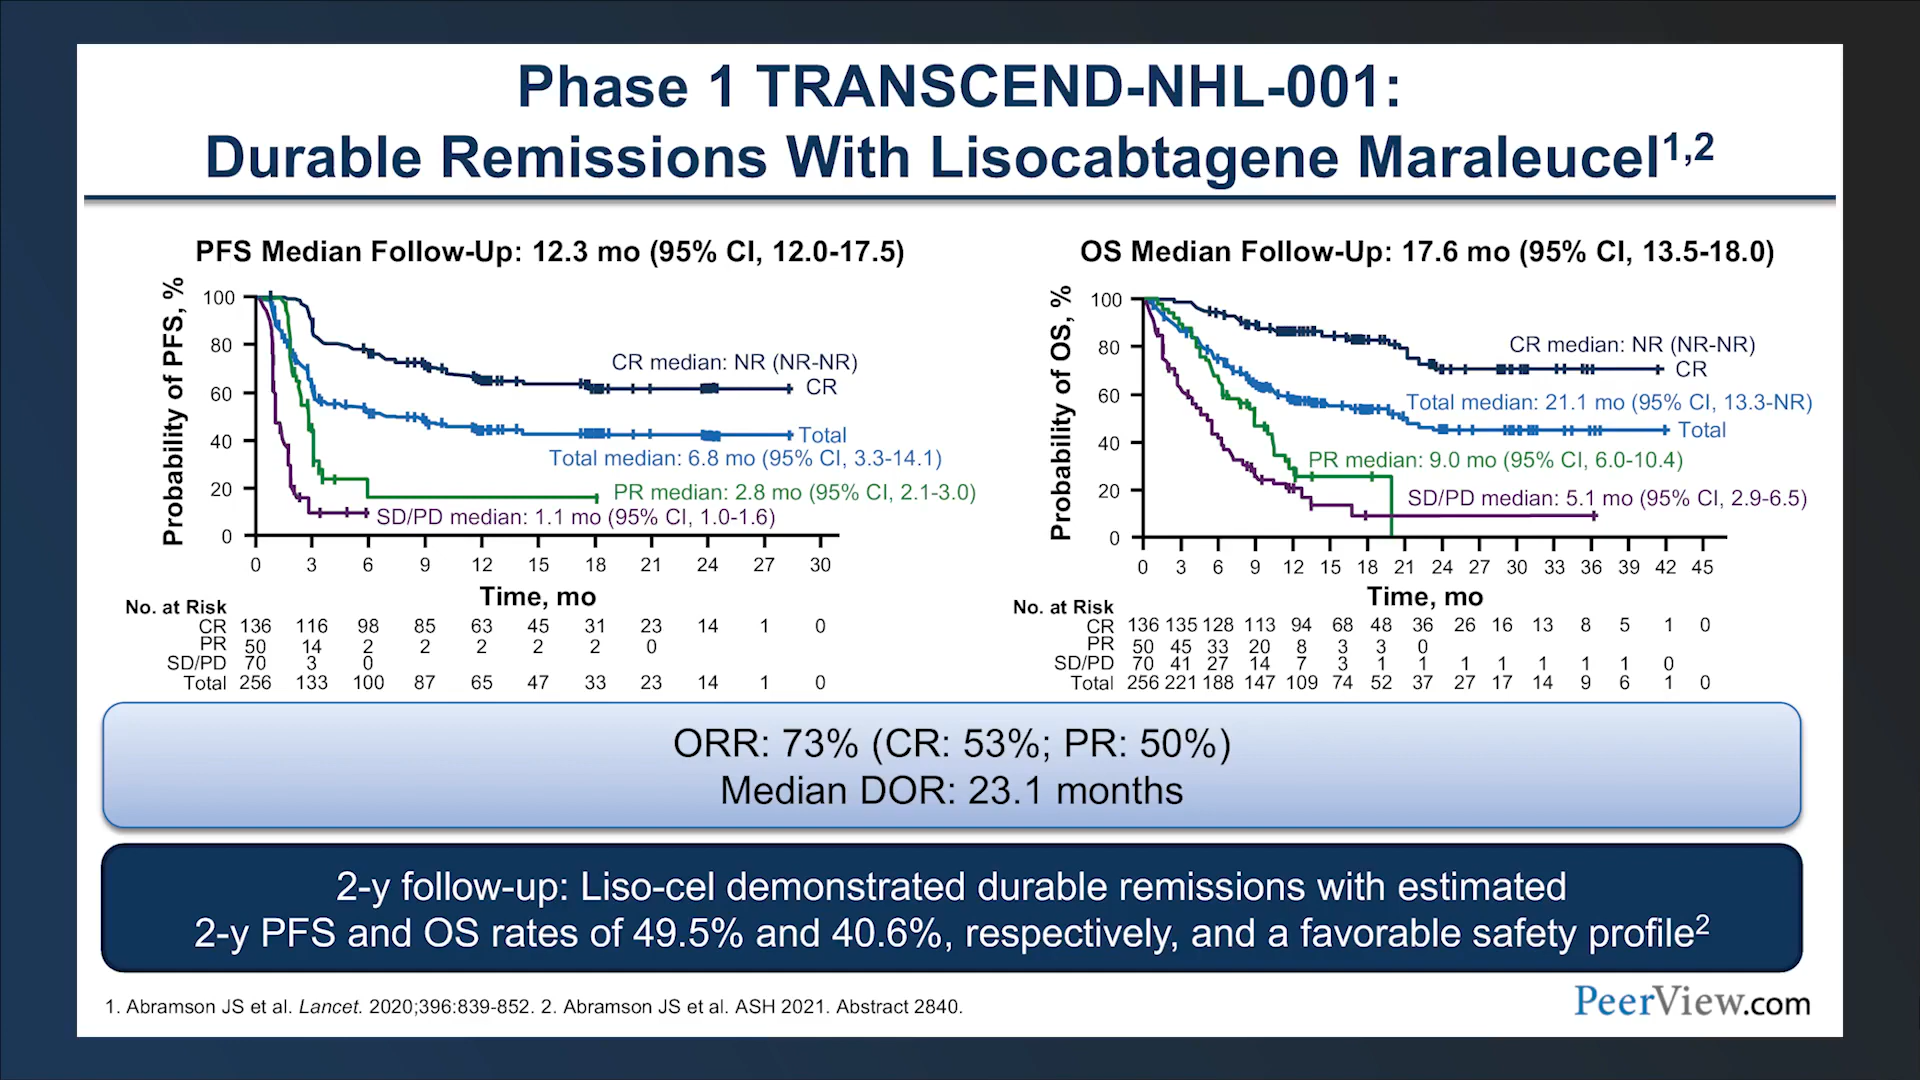 Phase 1 TRANSCEND-NHL-001:
Durable Remissions With Lisocabtagene Maraleucel1,2
PFS Median Follow-Up: 12.3 mo (95% CI, 12.0-17.5)
Probability of PFS, %
100
80
60
40
20
0
CR median: NR (NR-NR)
CR
Total
Total median: 6.8 mo (95% CI, 3.3-14.1)
PR median: 2.8 mo (95% CI, 2.1-3.0)
SD/PD median: 1.1 mo (95% CI, 1.0-1.6)
0 3 6 9 12 15 18 21 24 27 30
Time, mo
No. at Risk
CR 136 116 98 85 63 45 31 23 14 1 0
PR 50 14 2 2 2 2 2 0
SD/PD 70 3 0
Total 256 133 100 87 65 47 33 23 14 1 0
OS Median Follow-Up: 17.6 mo (95% CI, 13.5-18.0)
Probability of OS, %
100
80
60
40
20
0
CR median: NR (NR-NR)
CR
Total median: 21.1 mo (95% CI, 13.3-NR)
Total
PR median: 9.0 mo (95% CI, 6.0-10.4)
SD/PD median: 5.1 mo (95% CI, 2.9-6.5)
0 3 6 9 12 15 18 21 24 27 30 33 36 39 42 45
Time, mo
No. at Risk
CR 136 135 128 113 94 68 48 36 26 16 13 8 5 1 0
PR 50 45 33 20 8 3 3 0
SD/PD 70 41 27 14 7 3 1 1 1 1 1 1 1 0
Total 256 221 188 147 109 74 52 37 27 17 14 9 6 1 0
ORR: 73% (CR: 53%; PR: 50%)
Median DOR: 23.1 months
2-y follow-up: Liso-cel demonstrated durable remissions with estimated
2-y PFS and OS rates of 49.5% and 40.6%, respectively, and a favorable safety profile2
1. Abramson JS et al. Lancet. 2020;396:839-852. 2. Abramson JS et al. ASH 2021. Abstract 2840.
PeerView.com